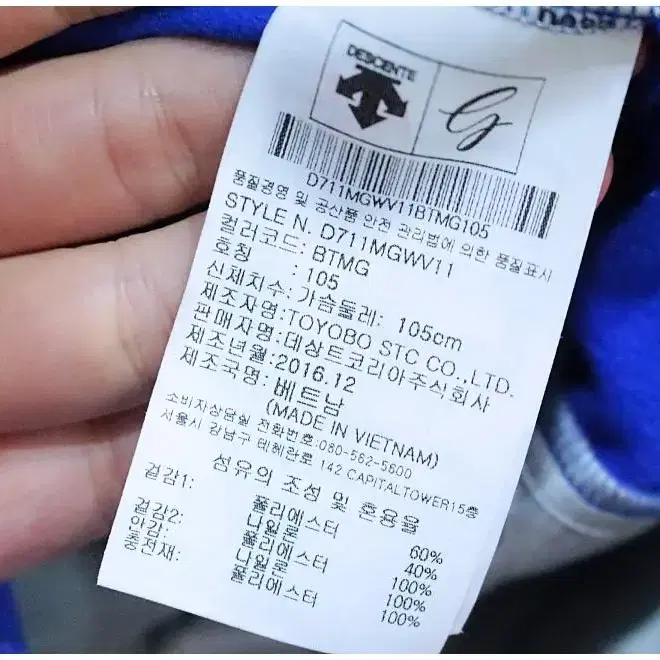 DESCENTE
D711MGWV11BTMG105
품질경영 및 공산품 안전 관리법에 의한 품질표시
STYLE N. D711MGWV11
컬러코드: BTMG
호칭 : 105
신체치수: 가슴둘레: 105cm
제조자명:TOYOBO STC CO.,LTD.
판매자명:데상트코리아주식회사
제조년월:2016.12
제조국명: 베트남
(MADE IN VIETNAM)
소비자상담실 전화번호:080-562-5600
서울시 강남구 테헤란로 142 CAPITALTOWER15층
섬유의 조성 및 혼용율
겉감1: 폴리에스터 60%
나일론 40%
겉감2: 폴리에스터 100%
안감: 나일론 100%
충전재: 폴리에스터 100%